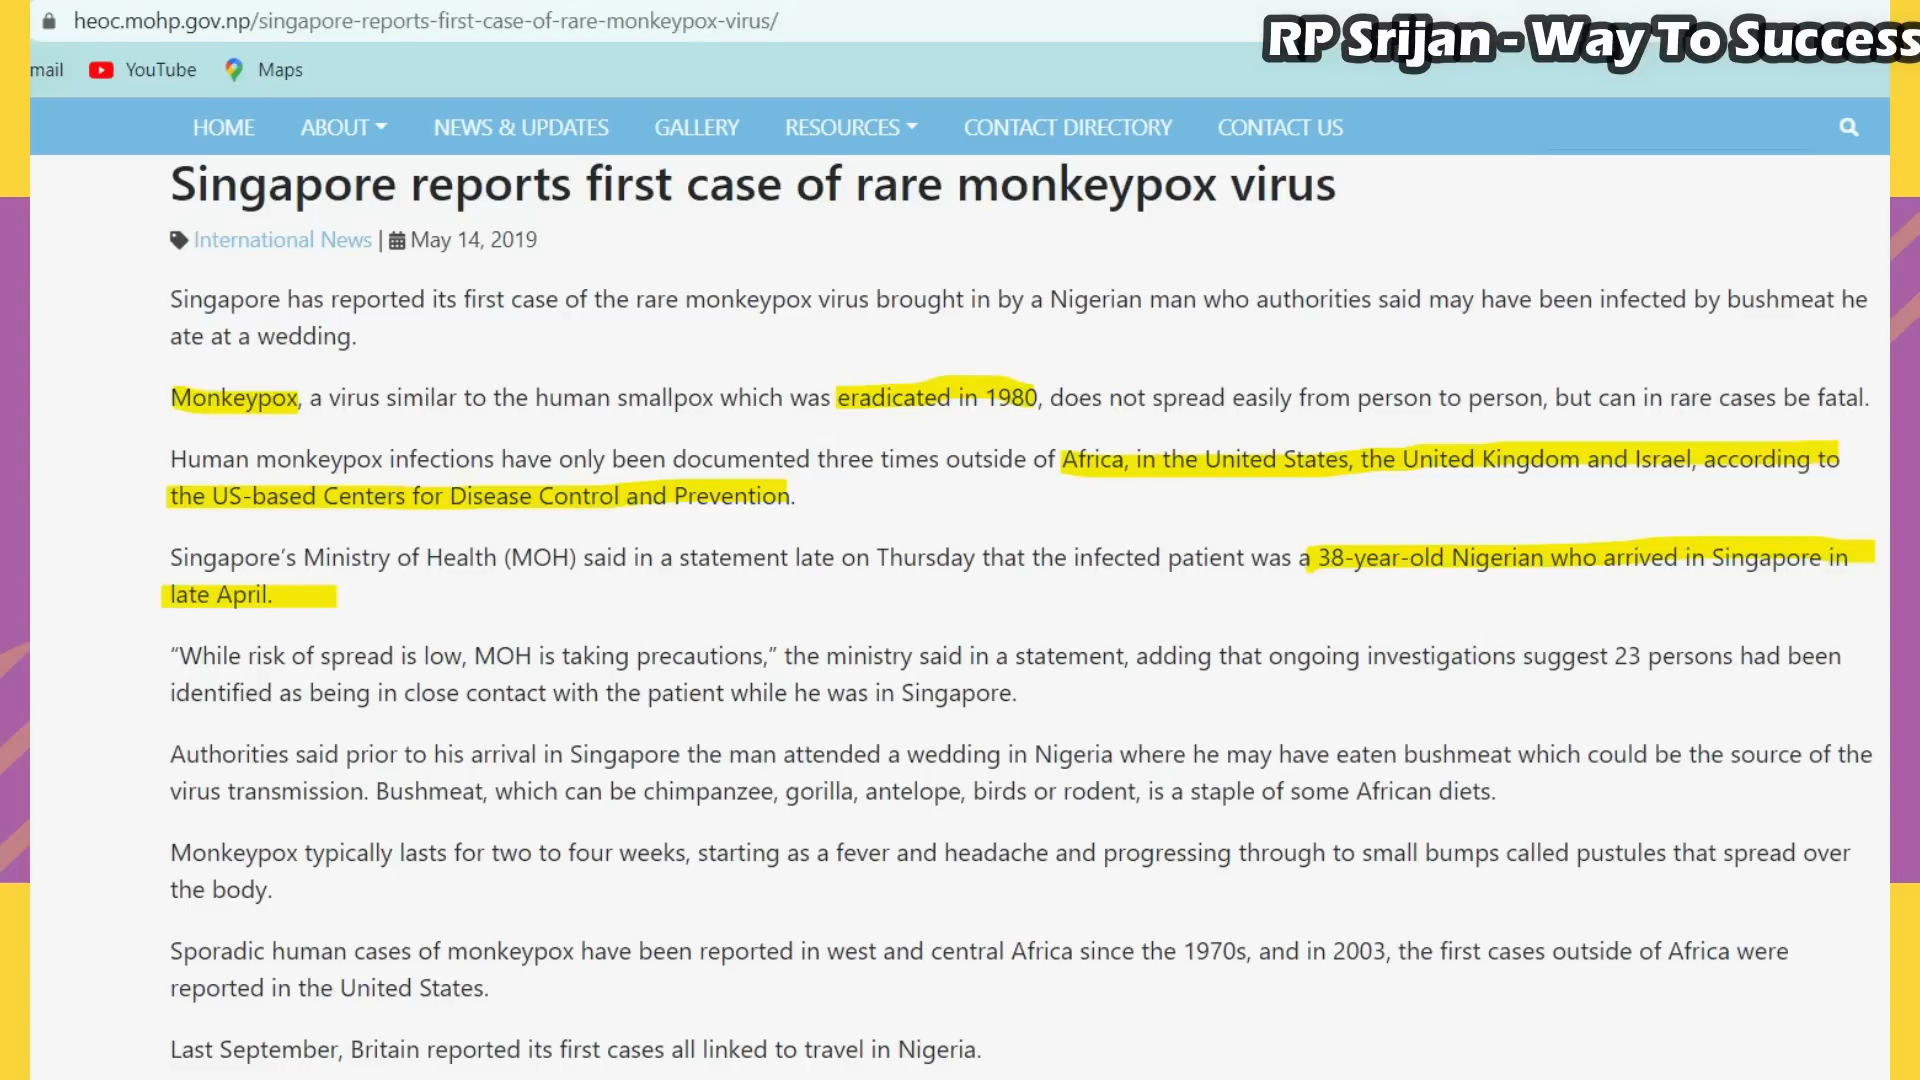 heoc.mohp.gov.np/singapore-reports-first-case-of-rare-monkeypox-virus/
RP Srijan - Way To Success
mail YouTube Maps
HOME ABOUT NEWS & UPDATES GALLERY RESOURCES CONTACT DIRECTORY CONTACT US
Singapore reports first case of rare monkeypox virus
International News | May 14, 2019
Singapore has reported its first case of the rare monkeypox virus brought in by a Nigerian man who authorities said may have been infected by bushmeat he
ate at a wedding.
Monkeypox, a virus similar to the human smallpox which was eradicated in 1980, does not spread easily from person to person, but can in rare cases be fatal.
Human monkeypox infections have only been documented three times outside of Africa, in the United States, the United Kingdom and Israel, according to
the US-based Centers for Disease Control and Prevention.
Singapore’s Ministry of Health (MOH) said in a statement late on Thursday that the infected patient was a 38-year-old Nigerian who arrived in Singapore in
late April.
“While risk of spread is low, MOH is taking precautions,” the ministry said in a statement, adding that ongoing investigations suggest 23 persons had been
identified as being in close contact with the patient while he was in Singapore.
Authorities said prior to his arrival in Singapore the man attended a wedding in Nigeria where he may have eaten bushmeat which could be the source of the
virus transmission. Bushmeat, which can be chimpanzee, gorilla, antelope, birds or rodent, is a staple of some African diets.
Monkeypox typically lasts for two to four weeks, starting as a fever and headache and progressing through to small bumps called pustules that spread over
the body.
Sporadic human cases of monkeypox have been reported in west and central Africa since the 1970s, and in 2003, the first cases outside of Africa were
reported in the United States.
Last September, Britain reported its first cases all linked to travel in Nigeria.